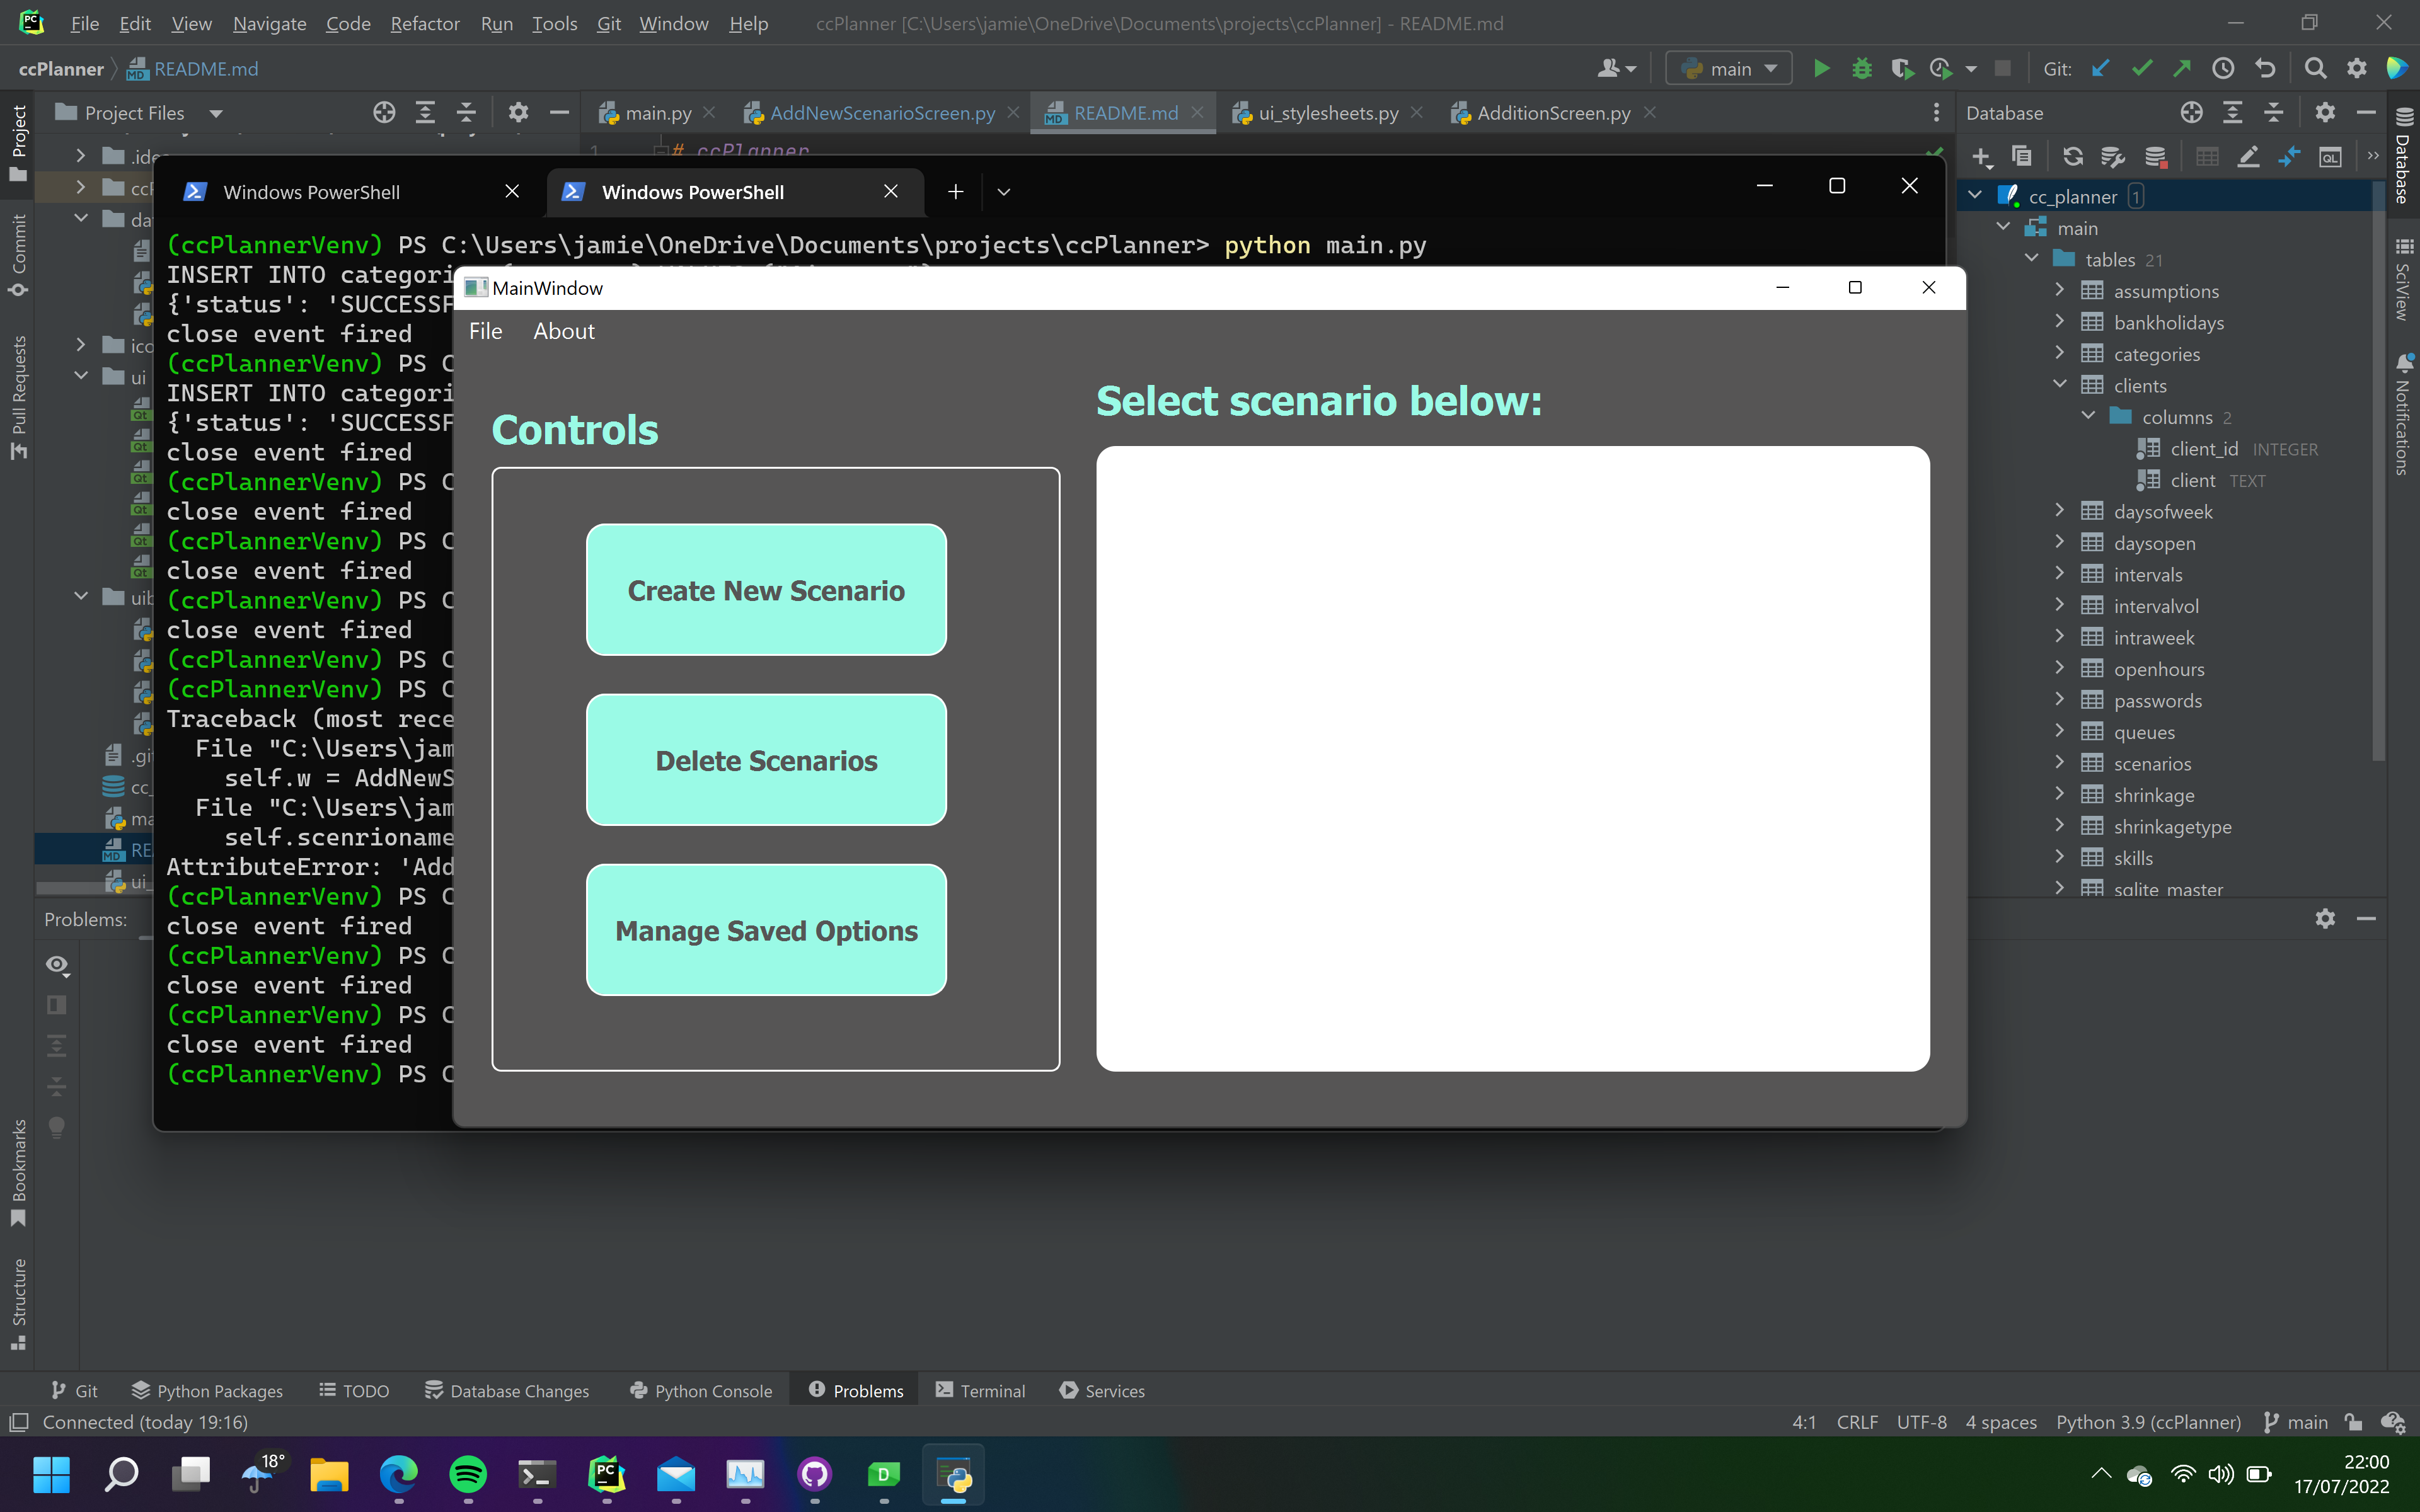 File Edit View Navigate Code Refactor Run Tools Git Window Help ccPlanner [C:\Users\jamie\OneDrive\Documents\projects\ccPlanner] - README.md
ccPlanner README.md main Git:
Project Files main.py AddNewScenarioScreen.py README.md ui_stylesheets.py AdditionScreen.py Database
1 # ccPlanner
.idea
Windows PowerShell Windows PowerShell
(ccPlannerVenv) PS C:\Users\jamie\OneDrive\Documents\projects\ccPlanner> python main.py
INSERT INTO categori
{'status': 'SUCCESSF
close event fired
(ccPlannerVenv) PS C
INSERT INTO categori
{'status': 'SUCCESSF
close event fired
(ccPlannerVenv) PS C
close event fired
(ccPlannerVenv) PS C
close event fired
(ccPlannerVenv) PS C
close event fired
(ccPlannerVenv) PS C
(ccPlannerVenv) PS C
Traceback (most rece
File "C:\Users\jam
self.w = AddNewS
File "C:\Users\jam
self.scenrioname
AttributeError: 'Add
(ccPlannerVenv) PS C
close event fired
(ccPlannerVenv) PS C
close event fired
(ccPlannerVenv) PS C
close event fired
(ccPlannerVenv) PS C
MainWindow
File About
Controls
Create New Scenario
Delete Scenarios
Manage Saved Options
Select scenario below:
cc_planner 1
main
tables 21
assumptions
bankholidays
categories
clients
columns 2
client_id INTEGER
client TEXT
daysofweek
daysopen
intervals
intervalvol
intraweek
openhours
passwords
queues
scenarios
shrinkage
shrinkagetype
skills
sqlite_master
ccP
da
ico
ui
uib
.gi
cc_
ma
RE
ui_
Problems:
Project
Commit
Pull Requests
Bookmarks
Structure
Database
SciView
Notifications
Git Python Packages TODO Database Changes Python Console Problems Terminal Services
Connected (today 19:16) 4:1 CRLF UTF-8 4 spaces Python 3.9 (ccPlanner) main
18°
22:00
17/07/2022